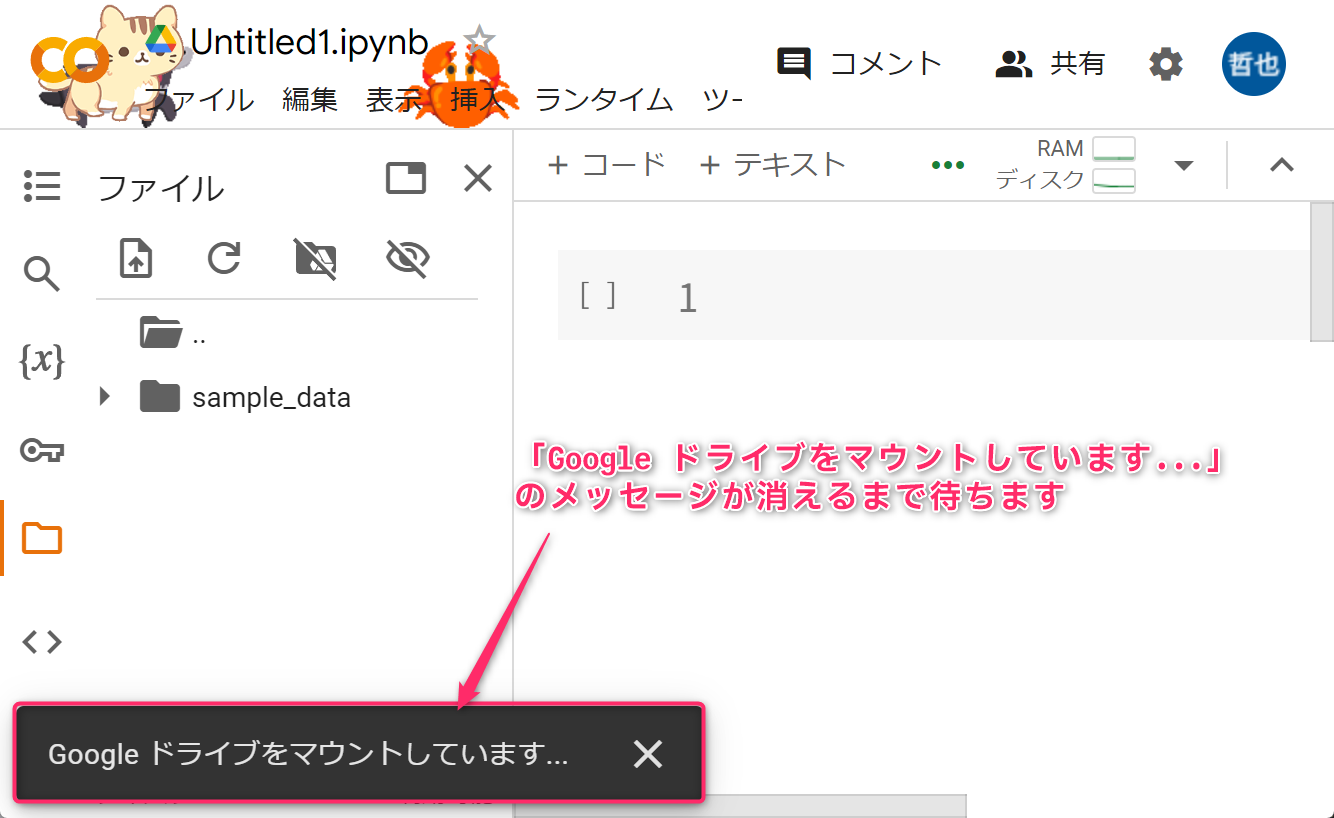 Untitled1.ipynb
コメント
共有
哲也
ファイル 編集 表示 挿入 ランタイム ツー
ファイル
+ コード + テキスト
RAM
ディスク
..
[ ] 1
{x}
sample_data
「Google ドライブをマウントしています...」
のメッセージが消えるまで待ちます
Google ドライブをマウントしています...